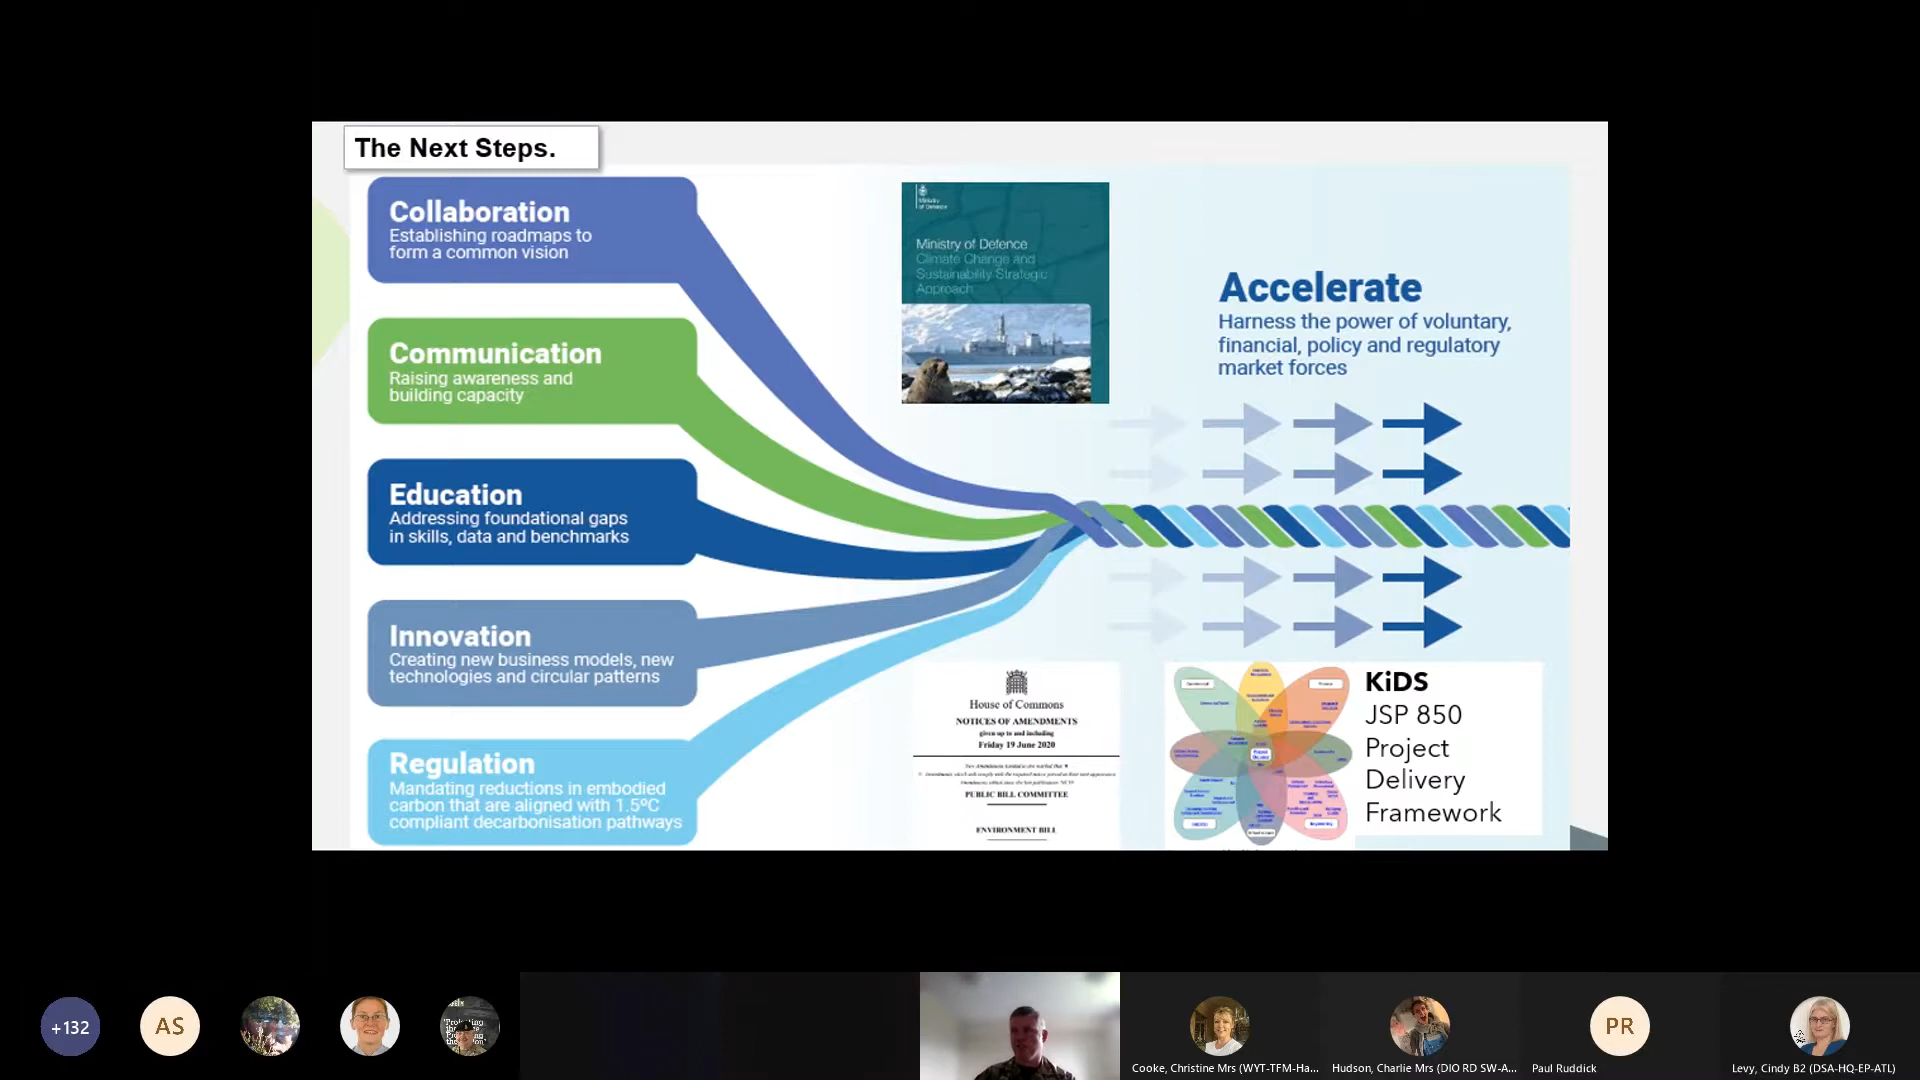 The Next Steps.
Collaboration
Establishing roadmaps to
form a common vision
Communication
Raising awareness and
building capacity
Education
Addressing foundational gaps
in skills, data and benchmarks
Innovation
Creating new business models, new
technologies and circular patterns
Regulation
Mandating reductions in embodied
carbon that are aligned with 1.5ºC
compliant decarbonisation pathways
Ministry
of Defence
Ministry of Defence
Climate Change and
Sustainability Strategic
Approach
Accelerate
Harness the power of voluntary,
financial, policy and regulatory
market forces
House of Commons
NOTICES OF AMENDMENTS
given up to and including
Friday 19 June 2020
PUBLIC BILL COMMITTEE
ENVIRONMENT BILL
KiDS
JSP 850
Project
Delivery
Framework
+132
AS
PR
Cooke, Christine Mrs (WYT-TFM-Ha...
Hudson, Charlie Mrs (DIO RD SW-A...
Paul Ruddick
Levy, Cindy B2 (DSA-HQ-EP-ATL)